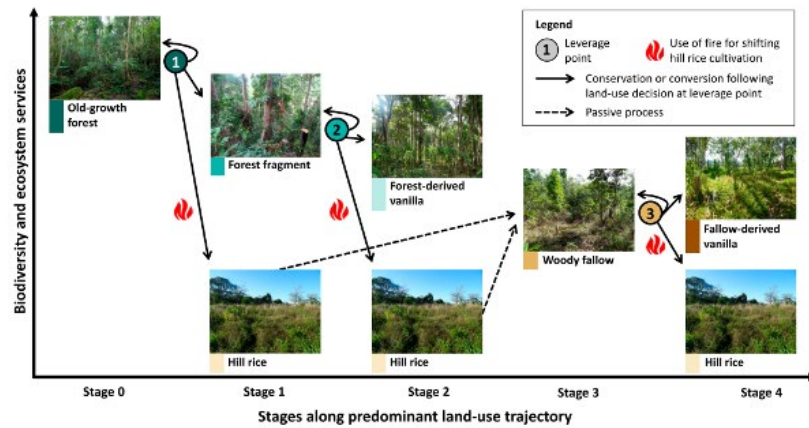 Legend
1 Leverage point
Use of fire for shifting hill rice cultivation
Conservation or conversion following land-use decision at leverage point
Passive process
Biodiversity and ecosystem services
Old-growth
forest
1
Forest fragment
2
Forest-derived
vanilla
Woody fallow
3
Fallow-derived
vanilla
Hill rice
Hill rice
Hill rice
Stage 0
Stage 1
Stage 2
Stage 3
Stage 4
Stages along predominant land-use trajectory